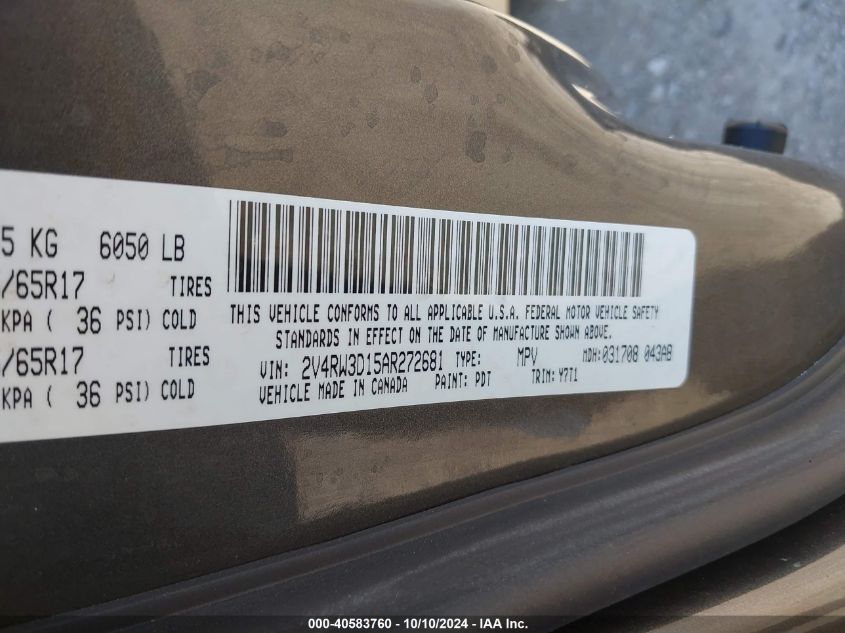 5 KG 6050 LB
/65R17 TIRES
KPA ( 36 PSI) COLD
/65R17 TIRES
KPA ( 36 PSI) COLD
THIS VEHICLE CONFORMS TO ALL APPLICABLE U.S.A. FEDERAL MOTOR VEHICLE SAFETY
STANDARDS IN EFFECT ON THE DATE OF MANUFACTURE SHOWN ABOVE.
VIN: 2V4RW3D15AR272681 TYPE: MPV MDH:031708 043AB
VEHICLE MADE IN CANADA PAINT: PDT TRIM: Y7T1
000-40583760 - 10/10/2024 - IAA Inc.